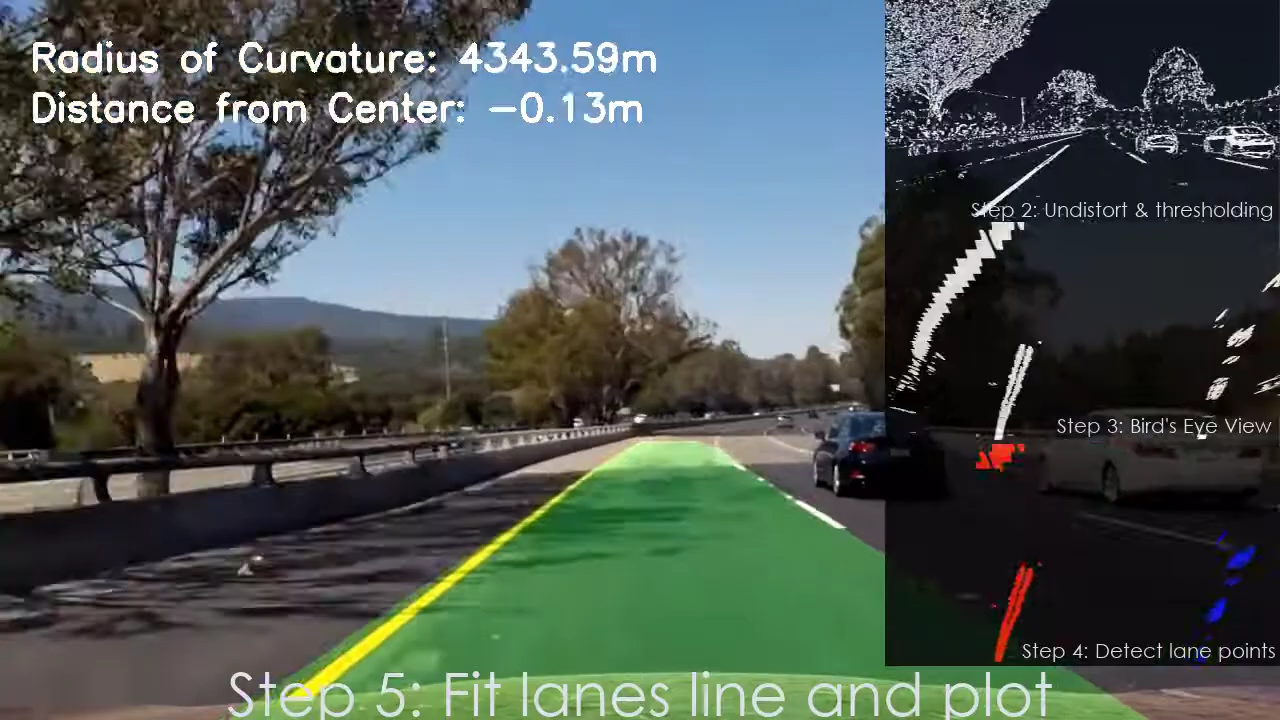 Radius of Curvature: 4343.59m
Distance from Center: -0.13m
Step 2: Undistort & thresholding
Step 3: Bird's Eye View
Step 4: Detect lane points
Step 5: Fit lanes line and plot